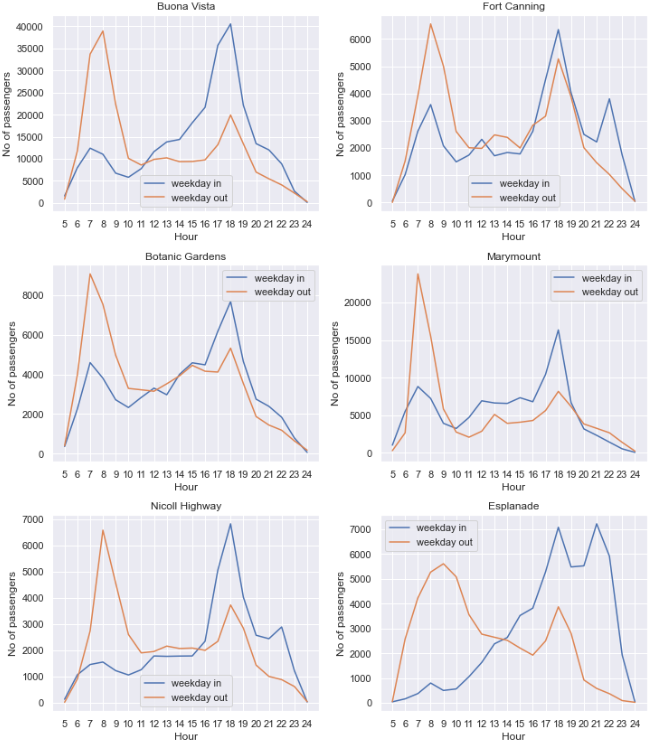 Buona Vista
No of passengers
40000
35000
30000
25000
20000
15000
10000
5000
0
weekday in
weekday out
5 6 7 8 9 10 11 12 13 14 15 16 17 18 19 20 21 22 23 24
Hour
Fort Canning
No of passengers
6000
5000
4000
3000
2000
1000
0
weekday in
weekday out
5 6 7 8 9 10 11 12 13 14 15 16 17 18 19 20 21 22 23 24
Hour
Botanic Gardens
No of passengers
8000
6000
4000
2000
0
weekday in
weekday out
5 6 7 8 9 10 11 12 13 14 15 16 17 18 19 20 21 22 23 24
Hour
Marymount
No of passengers
20000
15000
10000
5000
0
weekday in
weekday out
5 6 7 8 9 10 11 12 13 14 15 16 17 18 19 20 21 22 23 24
Hour
Nicoll Highway
No of passengers
7000
6000
5000
4000
3000
2000
1000
0
weekday in
weekday out
5 6 7 8 9 10 11 12 13 14 15 16 17 18 19 20 21 22 23 24
Hour
Esplanade
No of passengers
7000
6000
5000
4000
3000
2000
1000
0
weekday in
weekday out
5 6 7 8 9 10 11 12 13 14 15 16 17 18 19 20 21 22 23 24
Hour